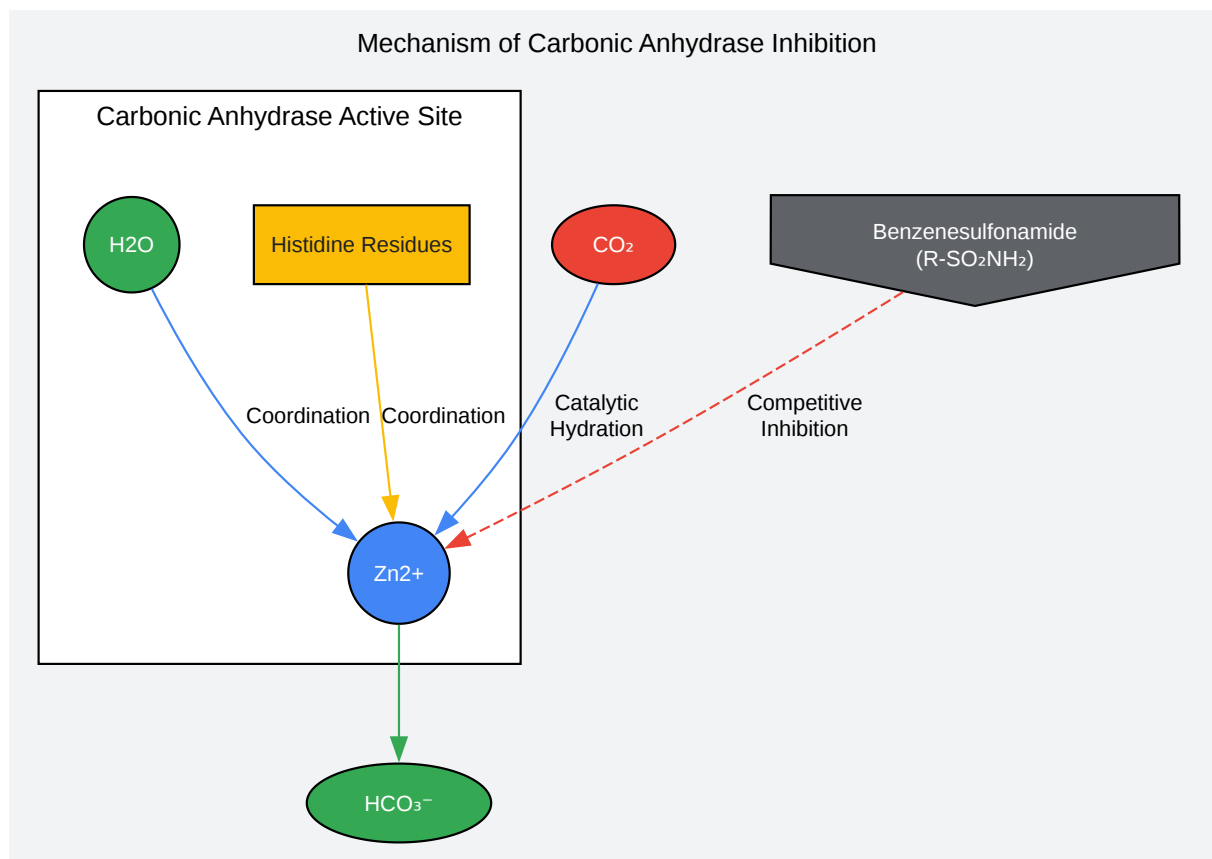 Mechanism of Carbonic Anhydrase Inhibition
Carbonic Anhydrase Active Site
H2O
Histidine Residues
CO₂
Benzenesulfonamide
(R-SO₂NH₂)
Coordination
Coordination
Catalytic
Hydration
Competitive
Inhibition
Zn2+
HCO₃⁻